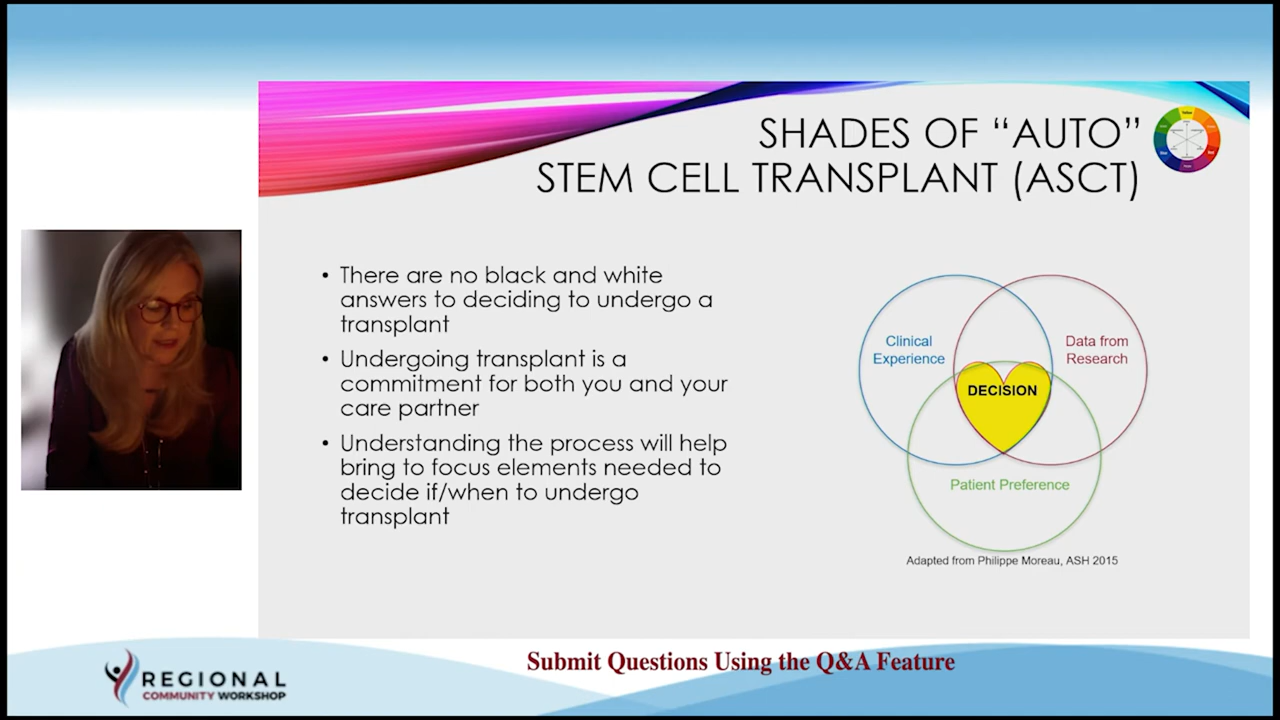 SHADES OF “AUTO”
STEM CELL TRANSPLANT (ASCT)
• There are no black and white
answers to deciding to undergo a
transplant
• Undergoing transplant is a
commitment for both you and your
care partner
• Understanding the process will help
bring to focus elements needed to
decide if/when to undergo
transplant
Clinical
Experience
Data from
Research
DECISION
Patient Preference
Adapted from Philippe Moreau, ASH 2015
Submit Questions Using the Q&A Feature
REGIONAL
COMMUNITY WORKSHOP